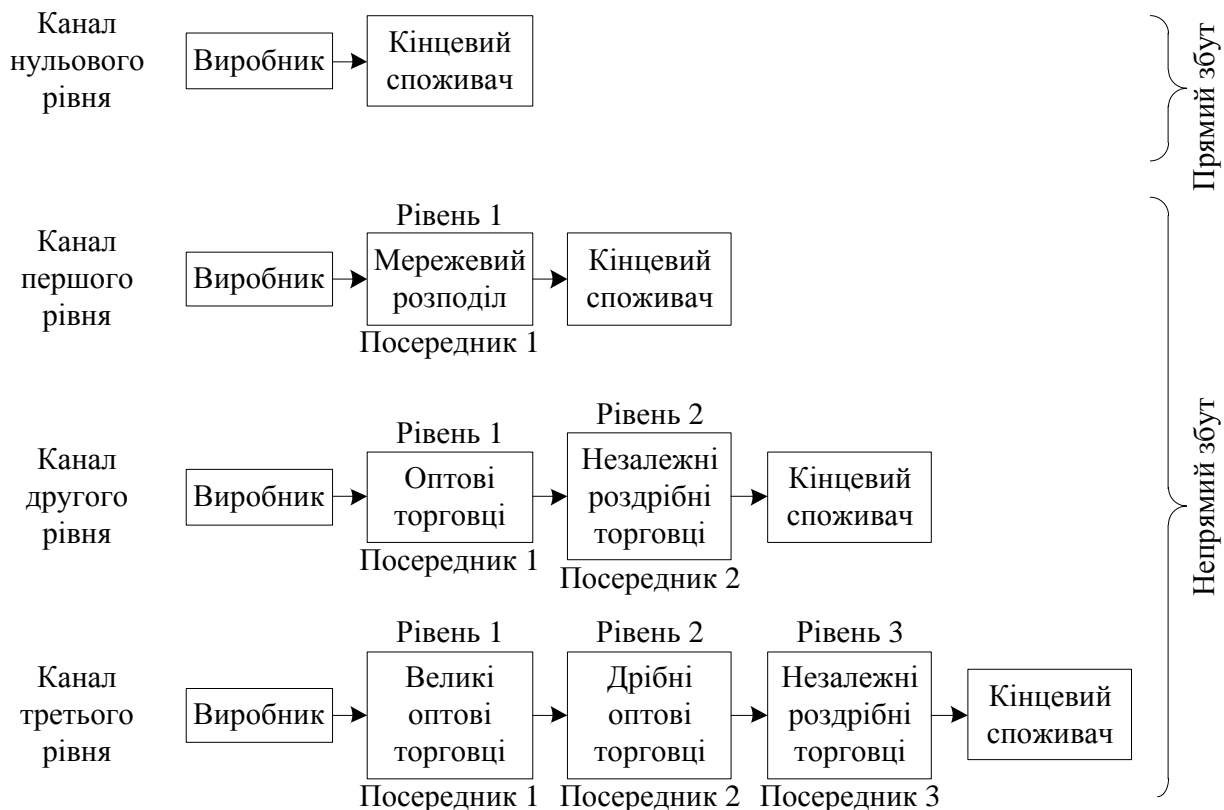 Канал
нульового
рівня
Виробник
Кінцевий
споживач
Прямий збут
Канал
першого
рівня
Виробник
Рівень 1
Мережевий
розподіл
Посередник 1
Кінцевий
споживач
Канал
другого
рівня
Виробник
Рівень 1
Оптові
торговці
Посередник 1
Рівень 2
Незалежні
роздрібні
торговці
Посередник 2
Кінцевий
споживач
Непрямий збут
Канал
третього
рівня
Виробник
Рівень 1
Великі
оптові
торговці
Посередник 1
Рівень 2
Дрібні
оптові
торговці
Посередник 2
Рівень 3
Незалежні
роздрібні
торговці
Посередник 3
Кінцевий
споживач